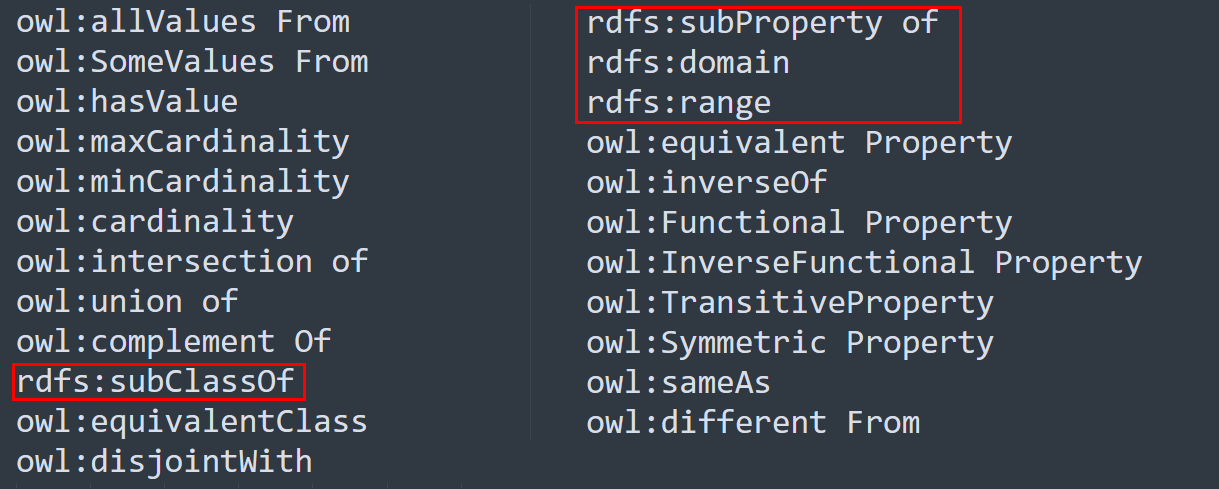 owl:allValues From
owl:SomeValues From
owl:hasValue
owl:maxCardinality
owl:minCardinality
owl:cardinality
owl:intersection of
owl:union of
owl:complement Of
rdfs:subClassOf
owl:equivalentClass
owl:disjointWith
rdfs:subProperty of
rdfs:domain
rdfs:range
owl:equivalent Property
owl:inverseOf
owl:Functional Property
owl:InverseFunctional Property
owl:TransitiveProperty
owl:Symmetric Property
owl:sameAs
owl:different From